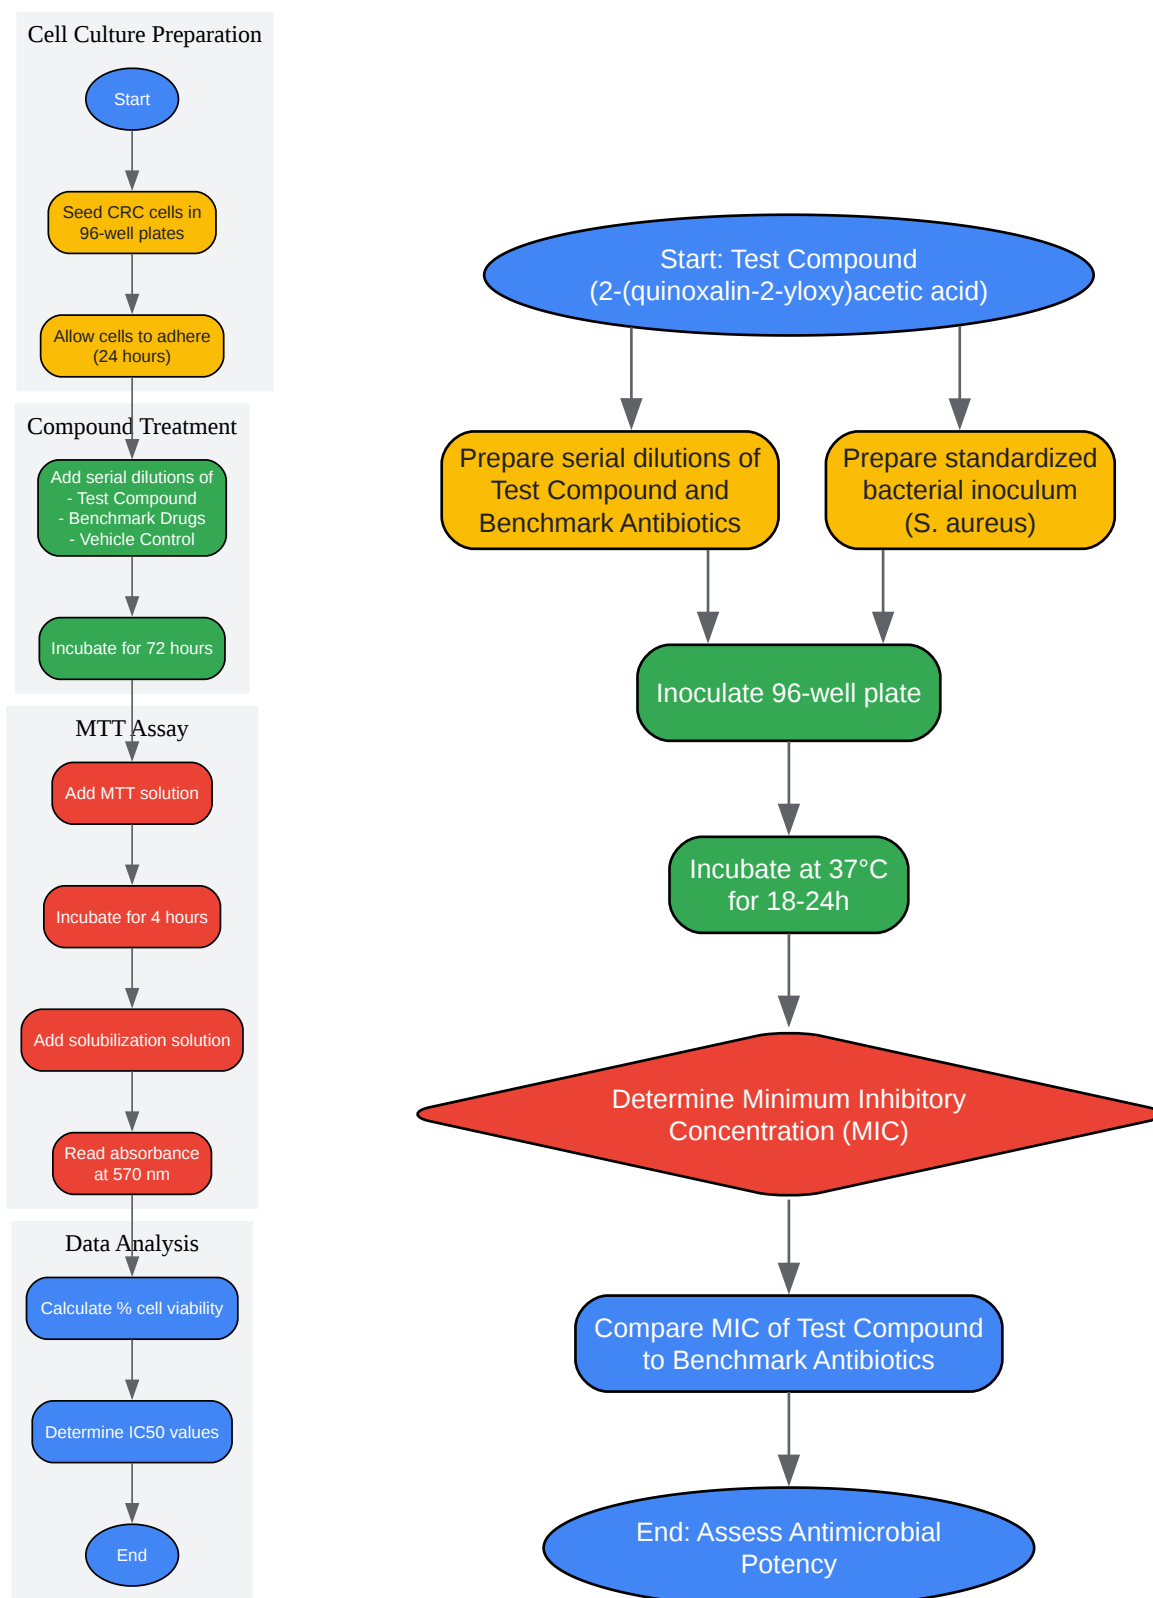 Cell Culture Preparation
Start
Seed CRC cells in
96-well plates
Allow cells to adhere
(24 hours)
Compound Treatment
Add serial dilutions of
- Test Compound
- Benchmark Drugs
- Vehicle Control
Incubate for 72 hours
MTT Assay
Add MTT solution
Incubate for 4 hours
Add solubilization solution
Read absorbance
at 570 nm
Data Analysis
Calculate % cell viability
Determine IC50 values
End
Start: Test Compound
(2-(quinoxalin-2-yloxy)acetic acid)
Prepare serial dilutions of
Test Compound and
Benchmark Antibiotics
Prepare standardized
bacterial inoculum
(S. aureus)
Inoculate 96-well plate
Incubate at 37°C
for 18-24h
Determine Minimum Inhibitory
Concentration (MIC)
Compare MIC of Test Compound
to Benchmark Antibiotics
End: Assess Antimicrobial
Potency